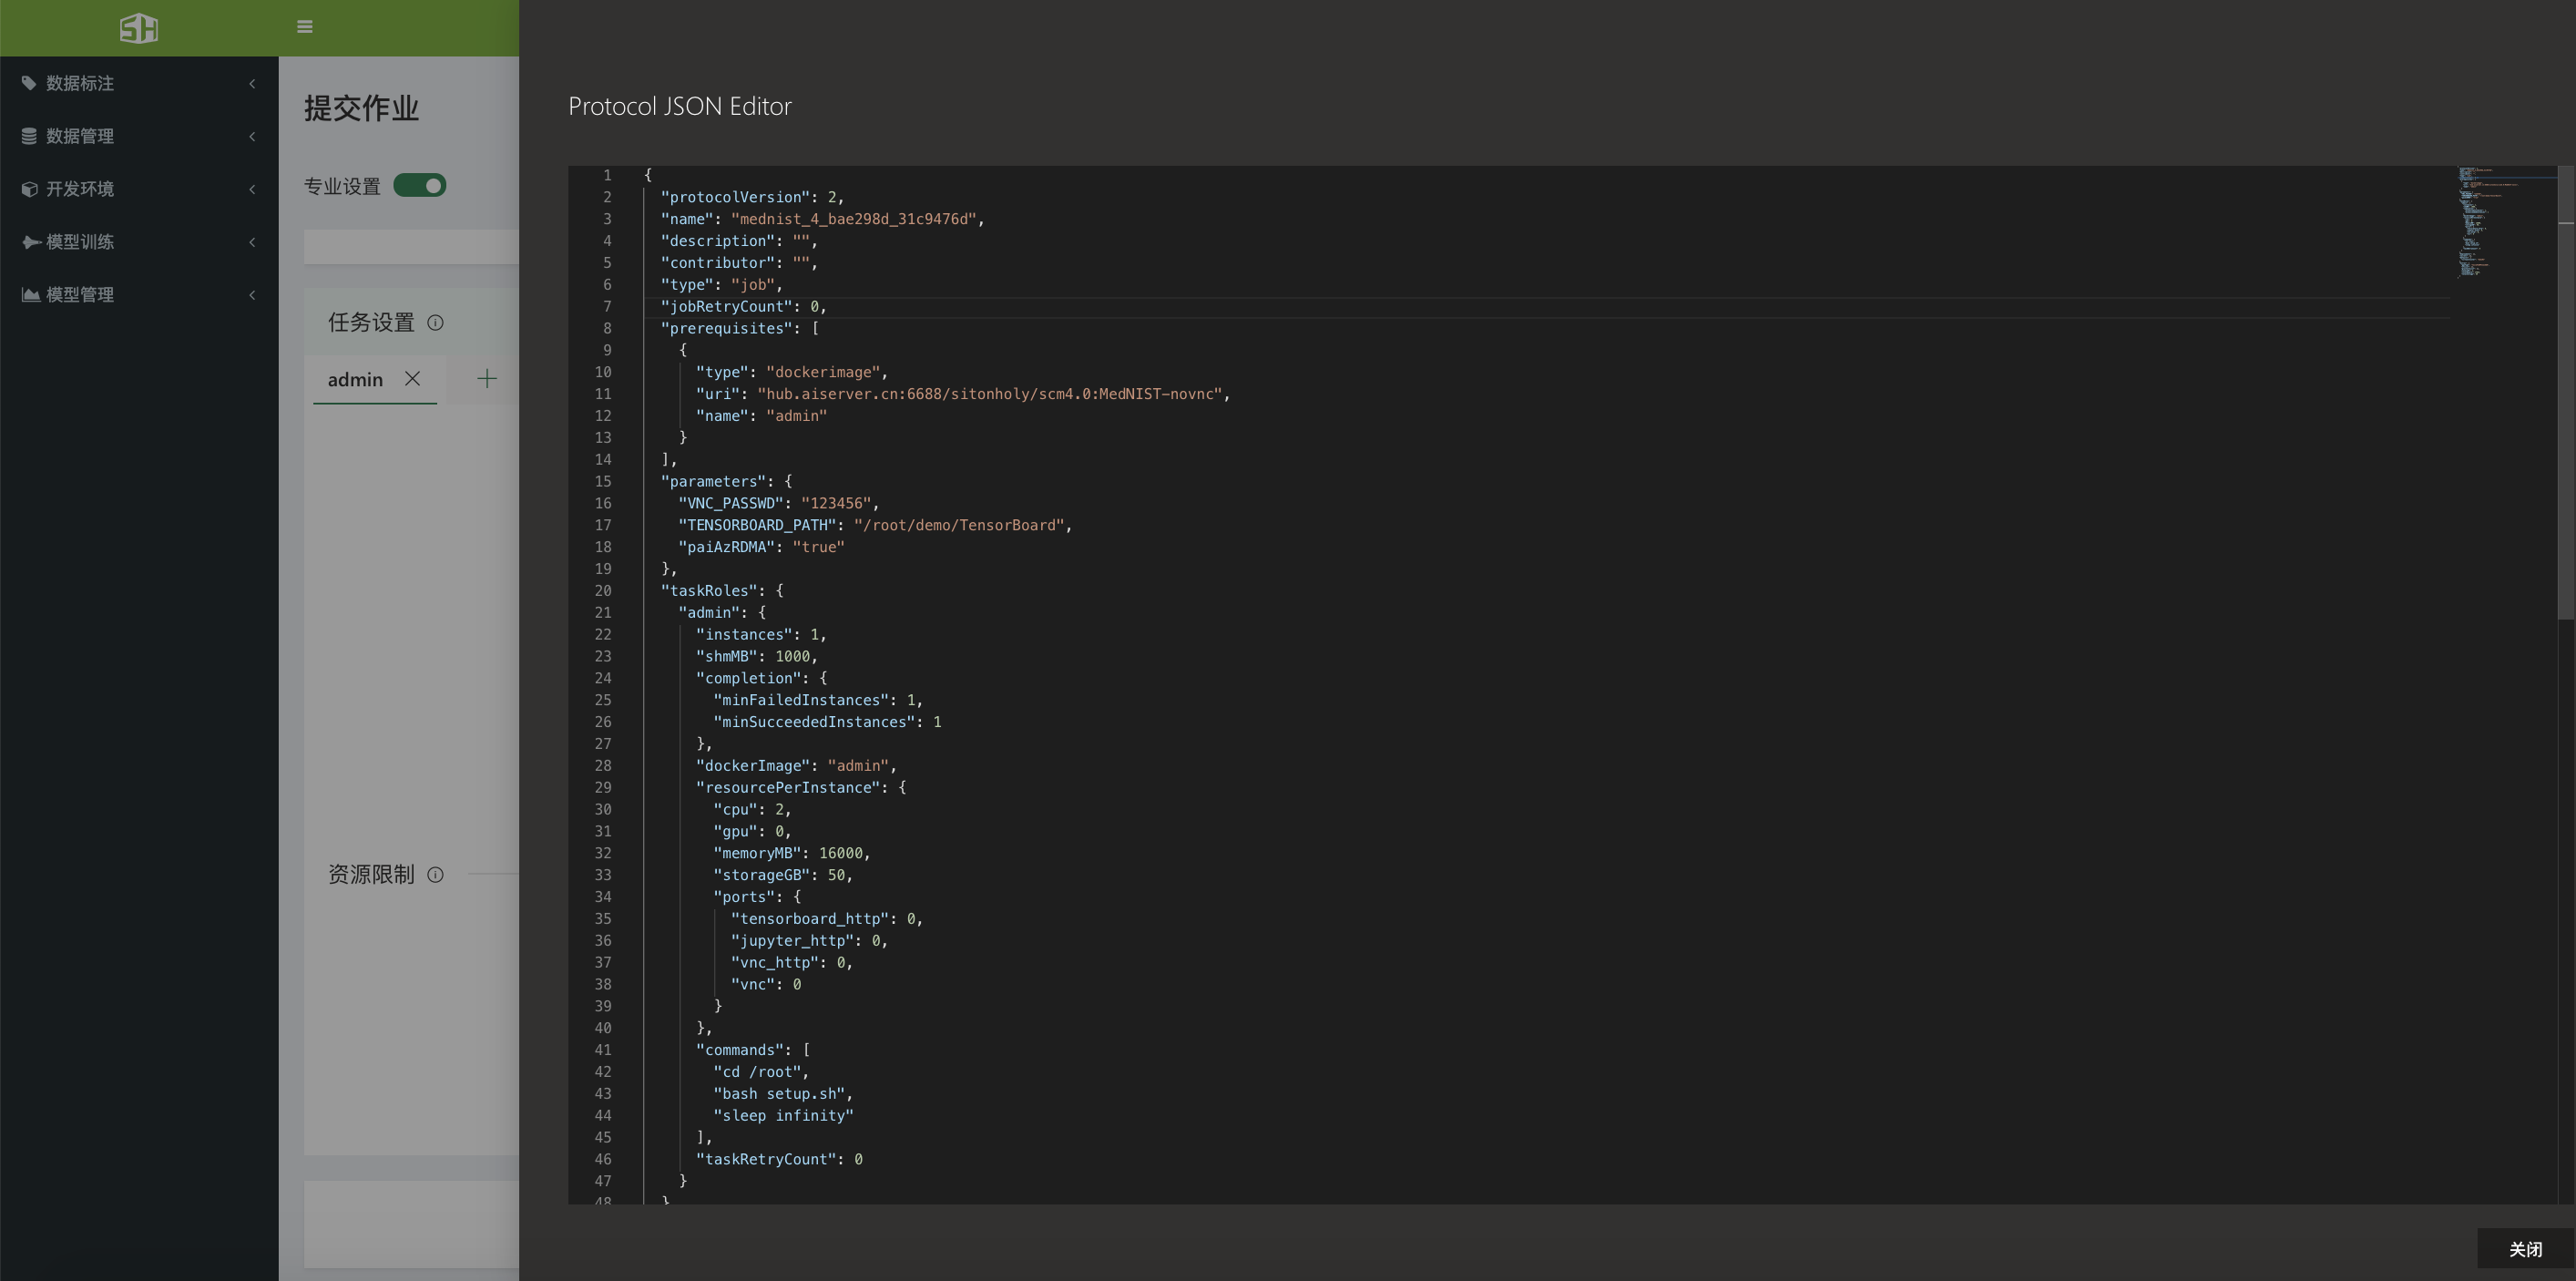 SH
数据标注
数据管理
开发环境
模型训练
模型管理
提交作业
专业设置
任务设置
admin
资源限制
Protocol JSON Editor
1 {
2 "protocolVersion": 2,
3 "name": "mednist_4_bae298d_31c9476d",
4 "description": "",
5 "contributor": "",
6 "type": "job",
7 "jobRetryCount": 0,
8 "prerequisites": [
9 {
10 "type": "dockerimage",
11 "uri": "hub.aiserver.cn:6688/sitonholy/scm4.0:MedNIST-novnc",
12 "name": "admin"
13 }
14 ],
15 "parameters": {
16 "VNC_PASSWD": "123456",
17 "TENSORBOARD_PATH": "/root/demo/TensorBoard",
18 "paiAzRDMA": "true"
19 },
20 "taskRoles": {
21 "admin": {
22 "instances": 1,
23 "shmMB": 1000,
24 "completion": {
25 "minFailedInstances": 1,
26 "minSucceededInstances": 1
27 },
28 "dockerImage": "admin",
29 "resourcePerInstance": {
30 "cpu": 2,
31 "gpu": 0,
32 "memoryMB": 16000,
33 "storageGB": 50,
34 "ports": {
35 "tensorboard_http": 0,
36 "jupyter_http": 0,
37 "vnc_http": 0,
38 "vnc": 0
39 }
40 },
41 "commands": [
42 "cd /root",
43 "bash setup.sh",
44 "sleep infinity"
45 ],
46 "taskRetryCount": 0
47 }
48 }
关闭